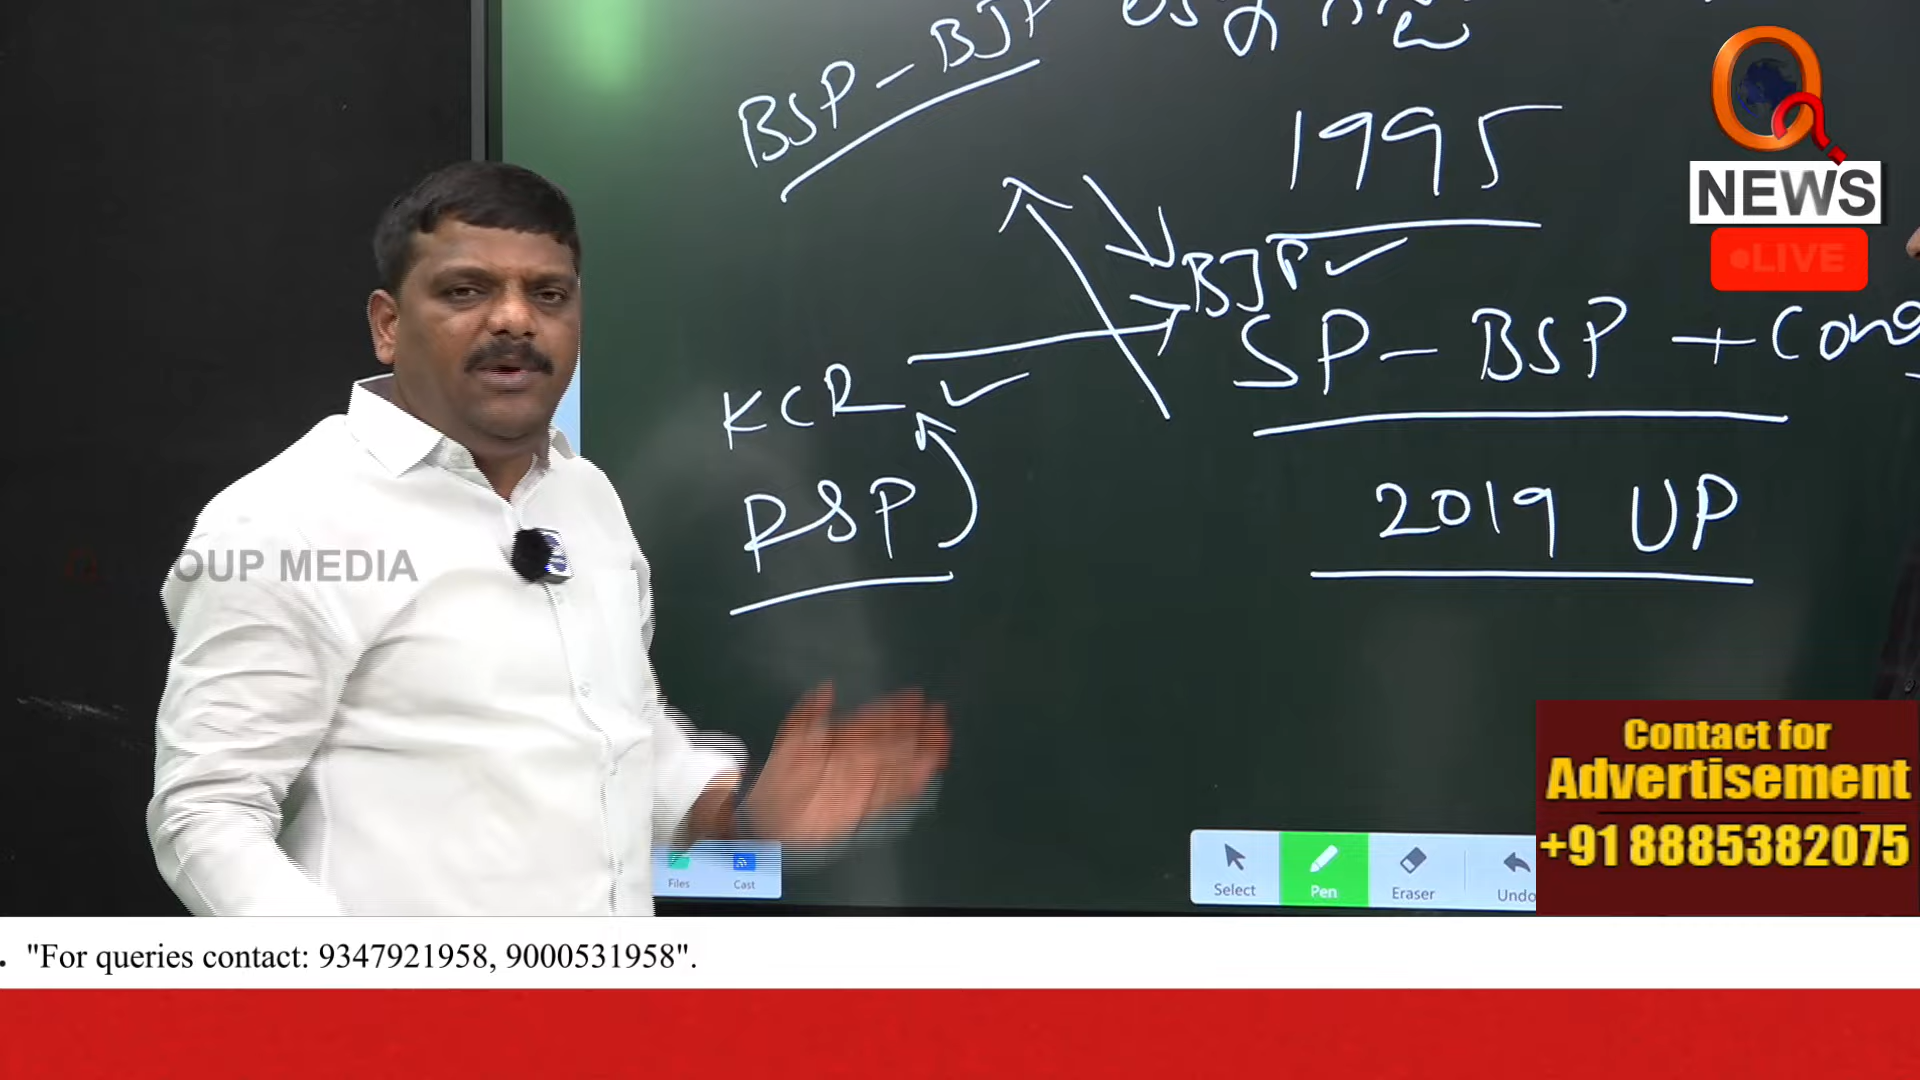 BSP - BJP
1995
NEWS
LIVE
BJP
SP - BSP + Cong
KCR
RSP
2019 UP
OUP MEDIA
Contact for
Advertisement
+91 8885382075
Files
Cast
Select
Pen
Eraser
Undo
. "For queries contact: 9347921958, 9000531958".